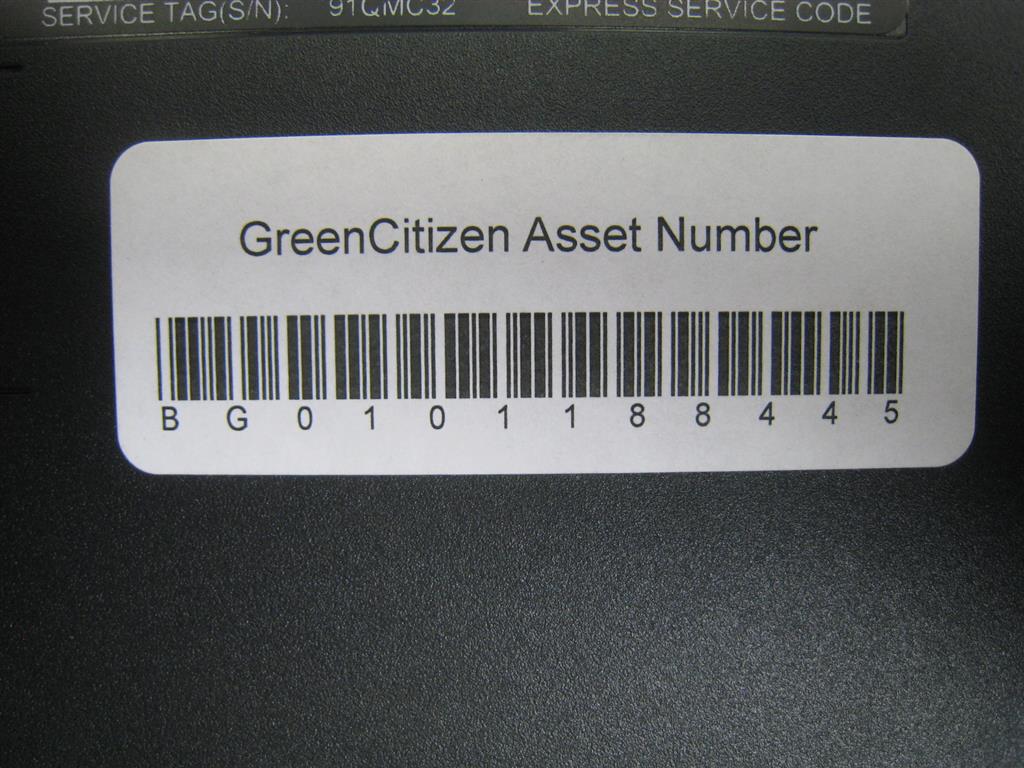 SERVICE TAG(S/N): 91QMC32 EXPRESS SERVICE CODE
GreenCitizen Asset Number
B G 0 1 0 1 1 8 8 4 4 5